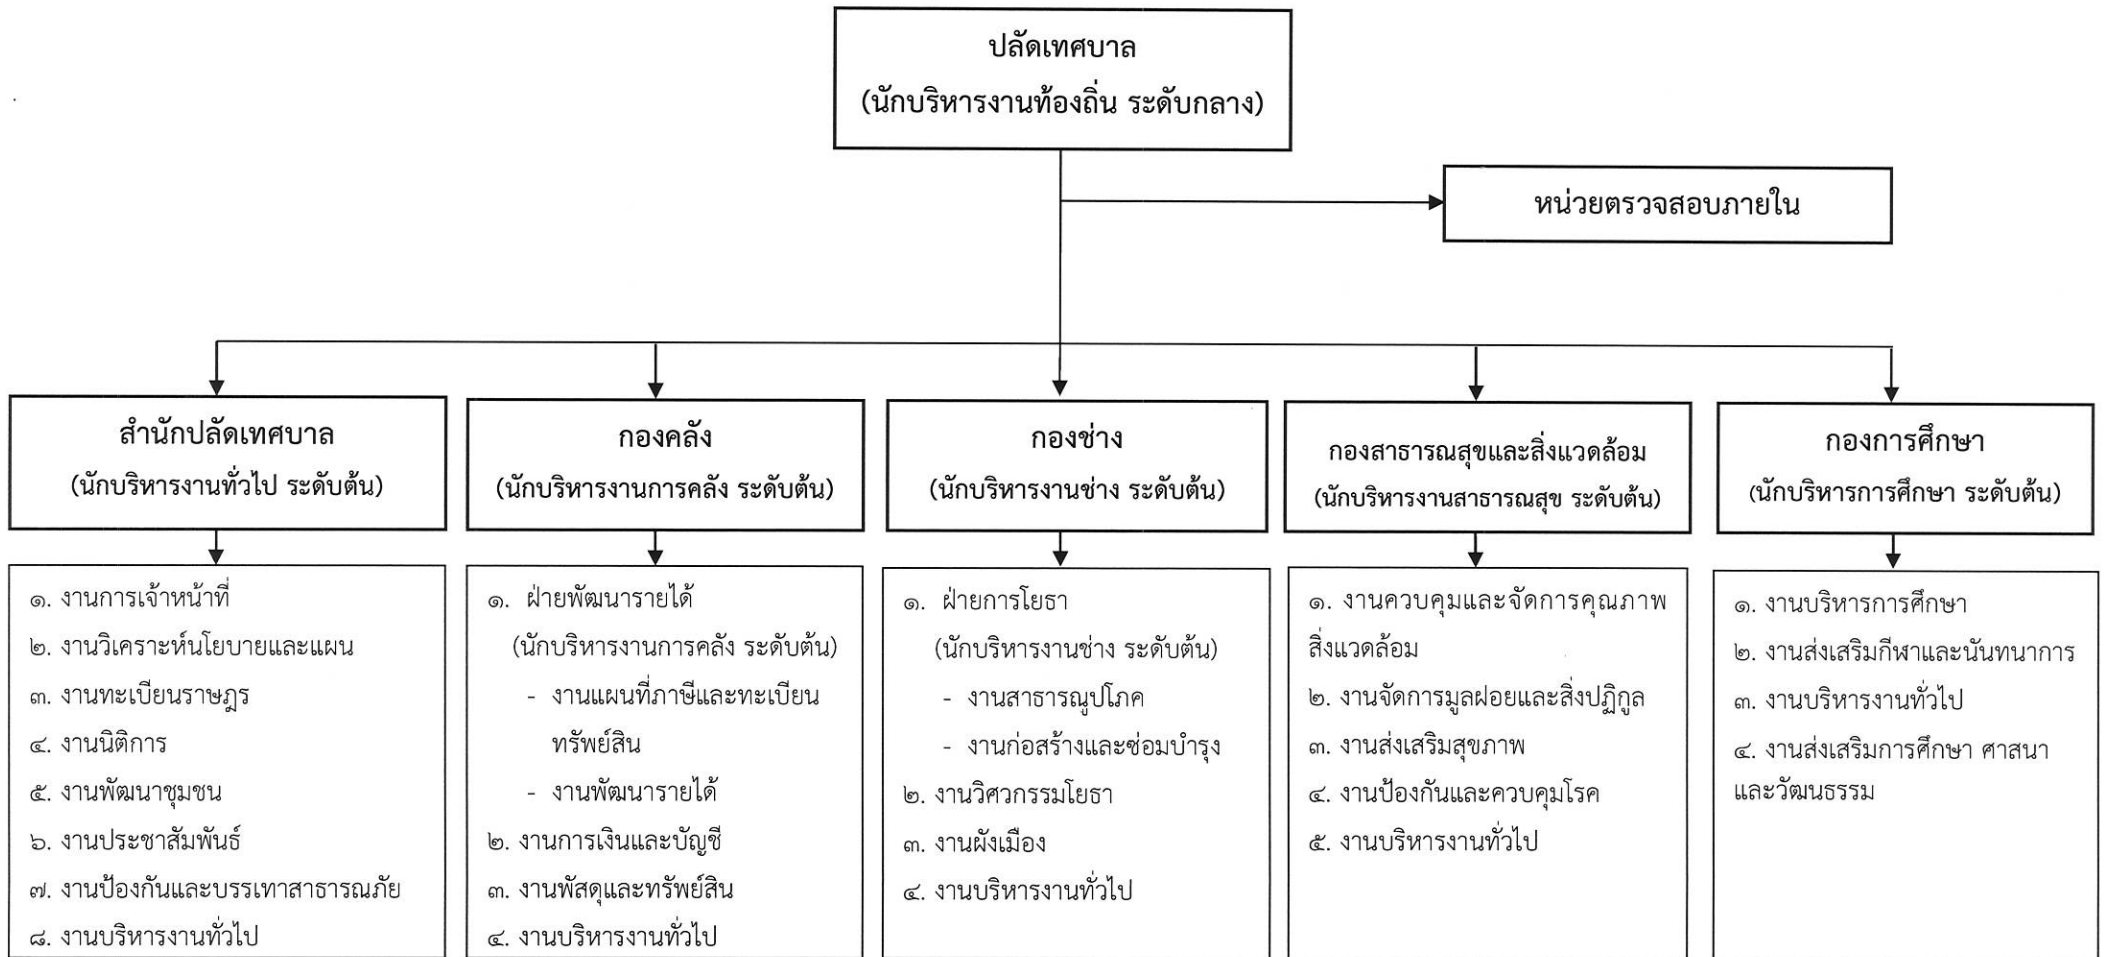 ปลัดเทศบาล
(นักบริหารงานท้องถิ่น ระดับกลาง)
หน่วยตรวจสอบภายใน
สำนักปลัดเทศบาล
(นักบริหารงานทั่วไป ระดับต้น)
กองคลัง
(นักบริหารงานการคลัง ระดับต้น)
กองช่าง
(นักบริหารงานช่าง ระดับต้น)
กองสาธารณสุขและสิ่งแวดล้อม
(นักบริหารงานสาธารณสุข ระดับต้น)
กองการศึกษา
(นักบริหารการศึกษา ระดับต้น)
๑. งานการเจ้าหน้าที่
๒. งานวิเคราะห์นโยบายและแผน
๓. งานทะเบียนราษฎร
๔. งานนิติการ
๕. งานพัฒนาชุมชน
๖. งานประชาสัมพันธ์
๗. งานป้องกันและบรรเทาสาธารณภัย
๘. งานบริหารงานทั่วไป
๑. ฝ่ายพัฒนารายได้
(นักบริหารงานการคลัง ระดับต้น)
- งานแผนที่ภาษีและทะเบียน
ทรัพย์สิน
- งานพัฒนารายได้
๒. งานการเงินและบัญชี
๓. งานพัสดุและทรัพย์สิน
๔. งานบริหารงานทั่วไป
๑. ฝ่ายการโยธา
(นักบริหารงานช่าง ระดับต้น)
- งานสาธารณูปโภค
- งานก่อสร้างและซ่อมบำรุง
๒. งานวิศวกรรมโยธา
๓. งานผังเมือง
๔. งานบริหารงานทั่วไป
๑. งานควบคุมและจัดการคุณภาพ
สิ่งแวดล้อม
๒. งานจัดการมูลฝอยและสิ่งปฏิกูล
๓. งานส่งเสริมสุขภาพ
๔. งานป้องกันและควบคุมโรค
๕. งานบริหารงานทั่วไป
๑. งานบริหารการศึกษา
๒. งานส่งเสริมกีฬาและนันทนาการ
๓. งานบริหารงานทั่วไป
๔. งานส่งเสริมการศึกษา ศาสนา
และวัฒนธรรม